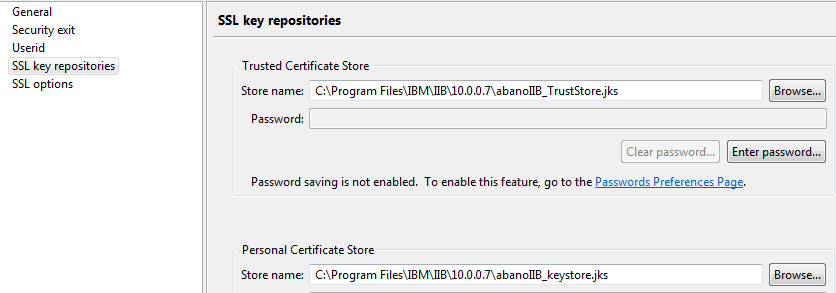 General
Security exit
Userid
SSL key repositories
SSL options
SSL key repositories
Trusted Certificate Store
Store name: C:\Program Files\IBM\IIB\10.0.0.7\abanoIIB_TrustStore.jks Browse...
Password:
Clear password... Enter password...
Password saving is not enabled. To enable this feature, go to the Passwords Preferences Page.
Personal Certificate Store
Store name: C:\Program Files\IBM\IIB\10.0.0.7\abanoIIB_keystore.jks Browse...